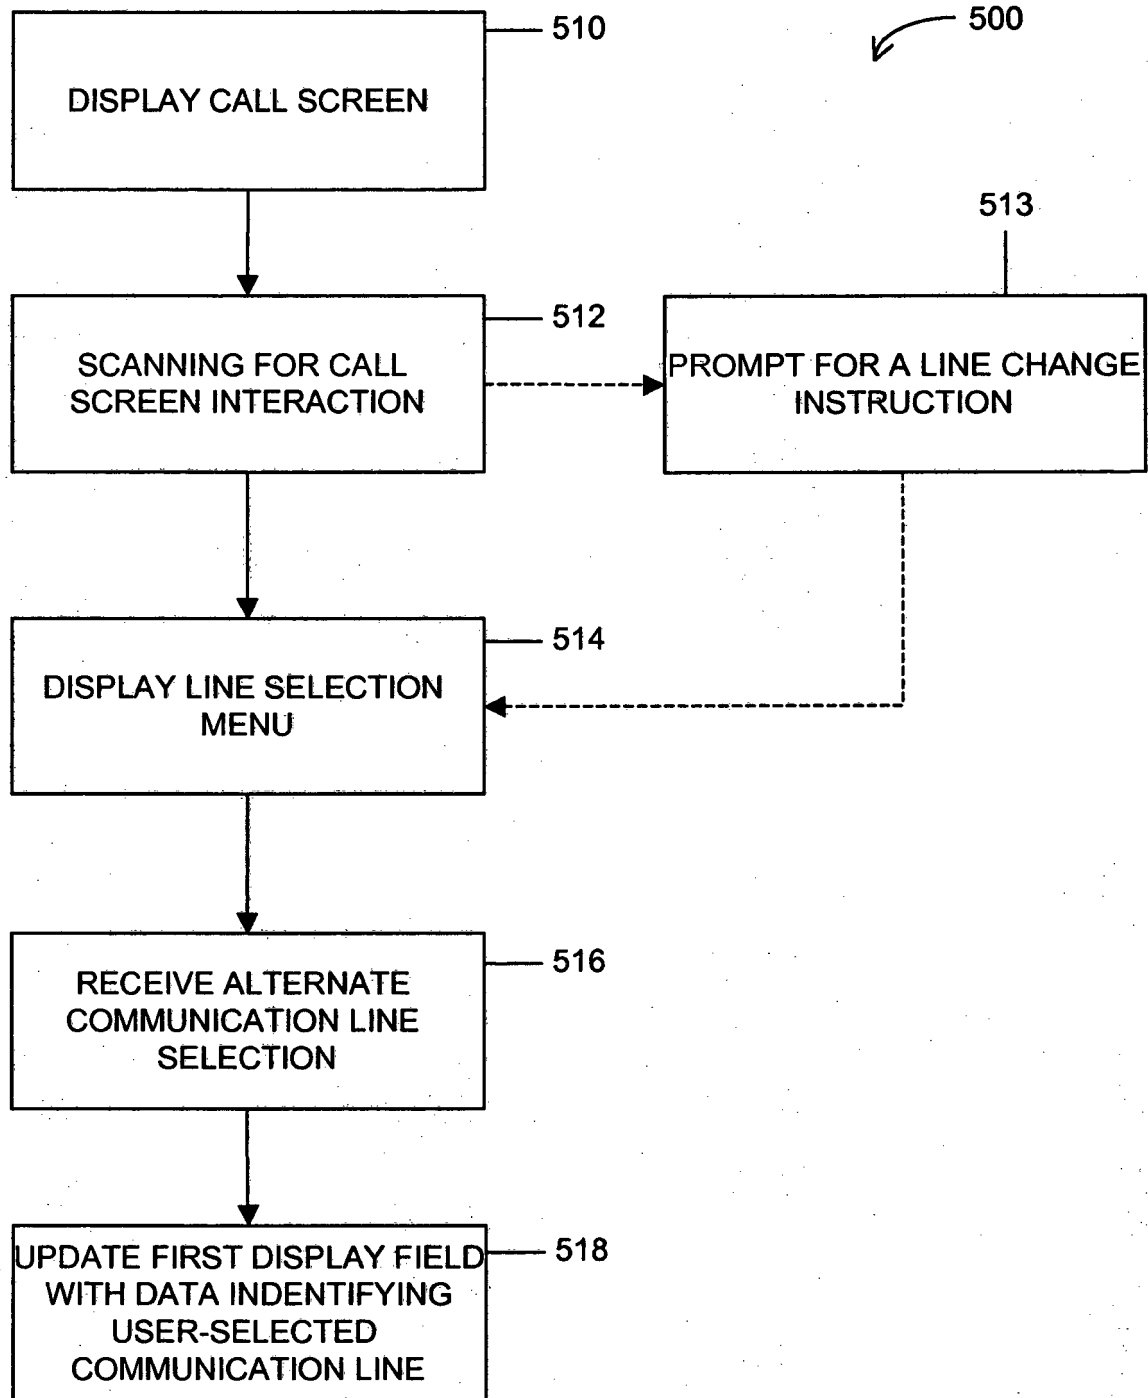 510
500
DISPLAY CALL SCREEN
513
512
SCANNING FOR CALL
SCREEN INTERACTION
PROMPT FOR A LINE CHANGE
INSTRUCTION
514
DISPLAY LINE SELECTION
MENU
516
RECEIVE ALTERNATE
COMMUNICATION LINE
SELECTION
518
UPDATE FIRST DISPLAY FIELD
WITH DATA INDENTIFYING
USER-SELECTED
COMMUNICATION LINE